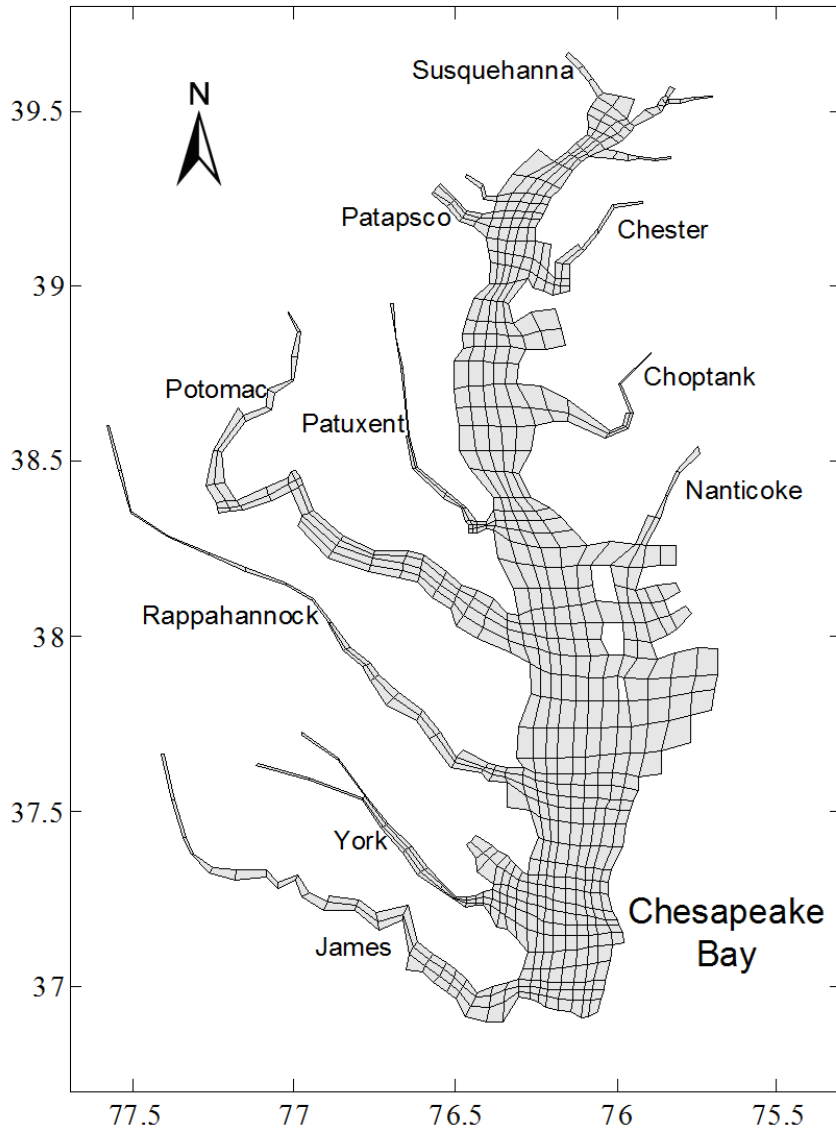 Susquehanna
N
39.5
Patapsco
Chester
39
Potomac
Patuxent
Choptank
38.5
Nanticoke
Rappahannock
38
37.5
York
Chesapeake
Bay
James
37
77.5
77
76.5
76
75.5